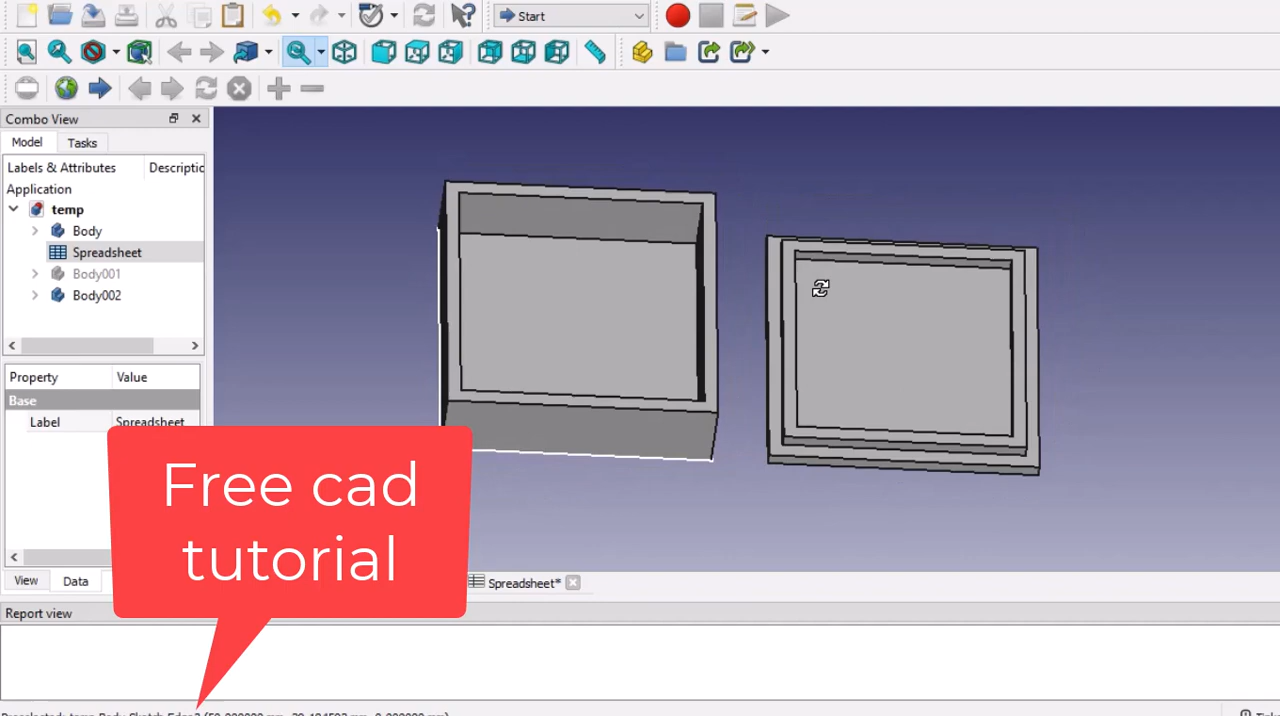 Start
Combo View
Model Tasks
Labels & Attributes Descriptic
Application
temp
Body
Spreadsheet
Body001
Body002
Property Value
Base
Label Spreadsheet
Free cad
tutorial
View Data
Spreadsheet*
Report view